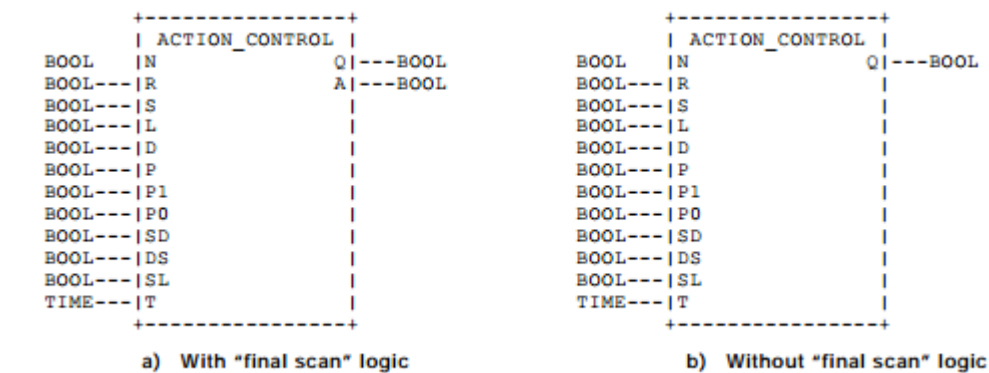 +----------------+
| ACTION_CONTROL |
BOOL |N Q|---BOOL
BOOL---|R A|---BOOL
BOOL---|S |
BOOL---|L |
BOOL---|D |
BOOL---|P |
BOOL---|P1 |
BOOL---|P0 |
BOOL---|SD |
BOOL---|DS |
BOOL---|SL |
TIME---|T |
+----------------+
a) With "final scan" logic
+----------------+
| ACTION_CONTROL |
BOOL |N Q|---BOOL
BOOL---|R |
BOOL---|S |
BOOL---|L |
BOOL---|D |
BOOL---|P |
BOOL---|P1 |
BOOL---|P0 |
BOOL---|SD |
BOOL---|DS |
BOOL---|SL |
TIME---|T |
+----------------+
b) Without "final scan" logic